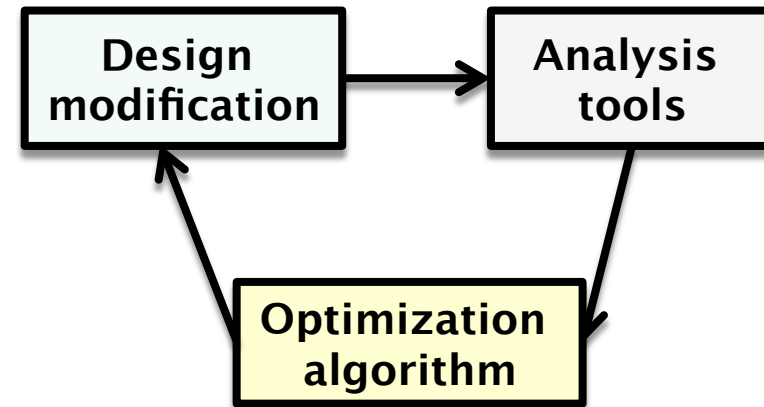 Design
modification
Analysis
tools
Optimization
algorithm